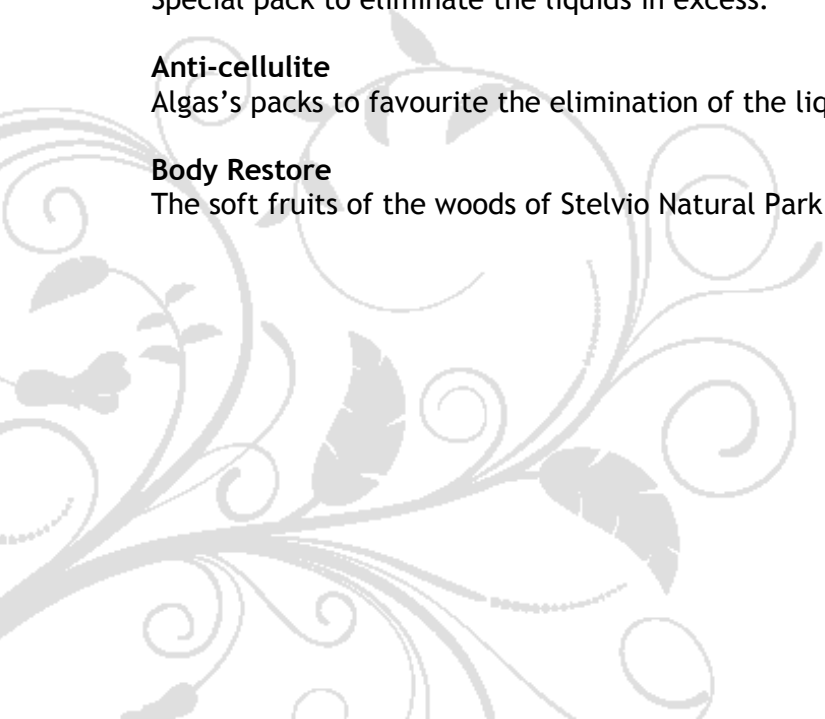 Special pack to eliminate the liquids in excess.
Anti-cellulite
Algas's packs to favourite the elimination of the
Body Restore
The soft fruits of the woods of Stelvio Natural Park